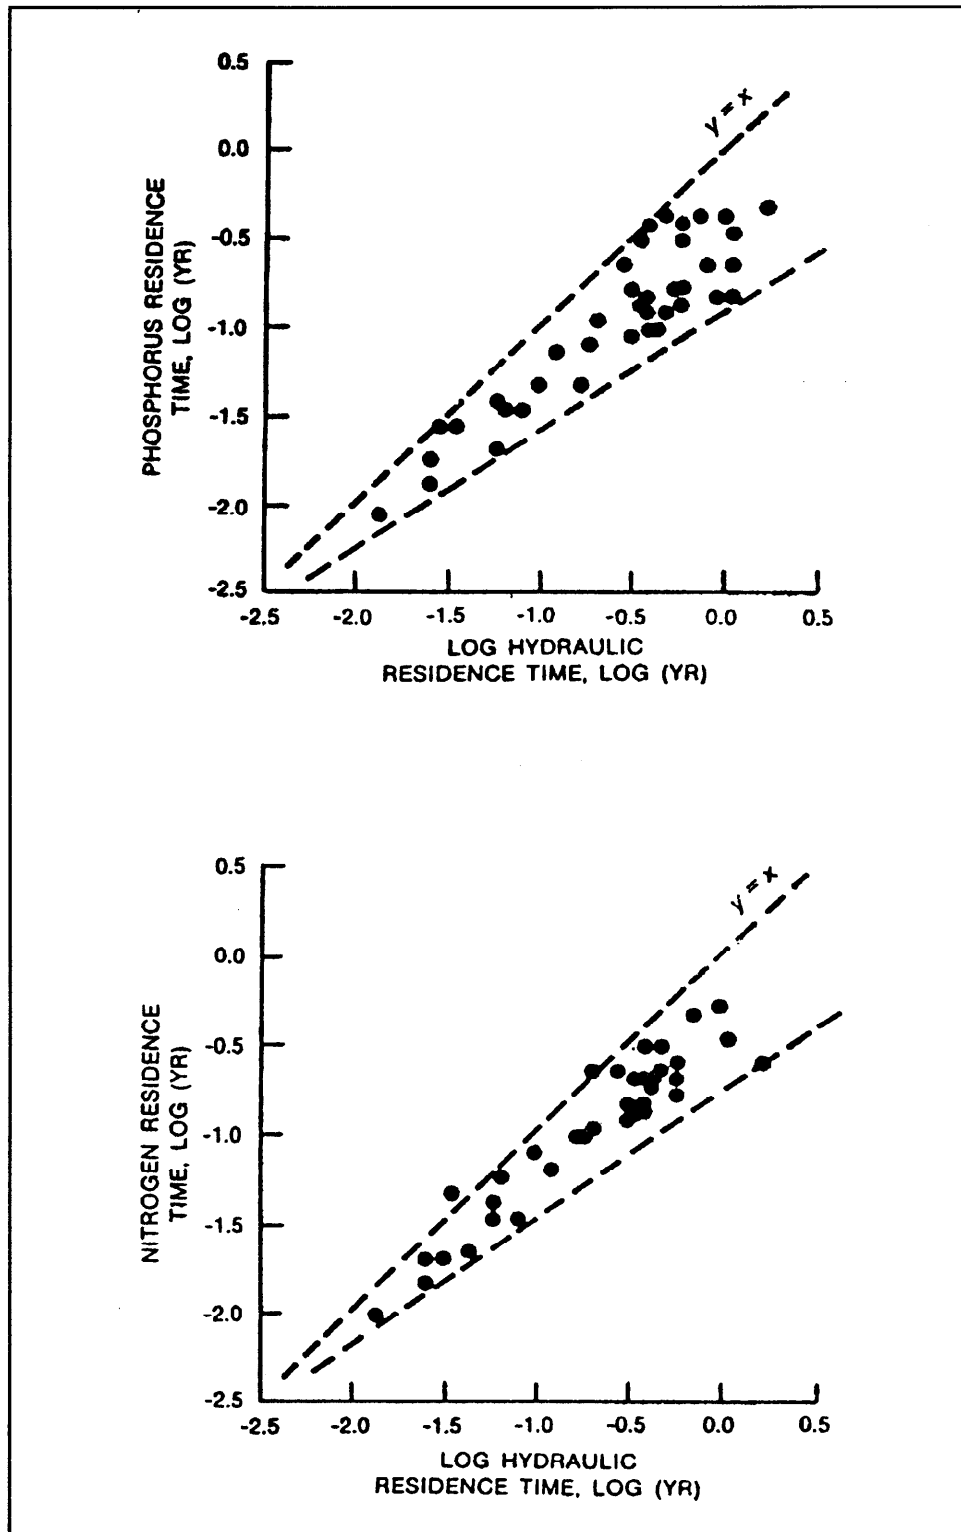 0.5
y = x
0.0
-0.5
-1.0
-1.5
-2.0
-2.5
PHOSPHORUS RESIDENCE
TIME, LOG (YR)
-2.5 -2.0 -1.5 -1.0 -0.5 0.0 0.5
LOG HYDRAULIC
RESIDENCE TIME, LOG (YR)
0.5
y = x
0.0
-0.5
-1.0
-1.5
-2.0
-2.5
NITROGEN RESIDENCE
TIME, LOG (YR)
-2.5 -2.0 -1.5 -1.0 -0.5 0.0 0.5
LOG HYDRAULIC
RESIDENCE TIME, LOG (YR)